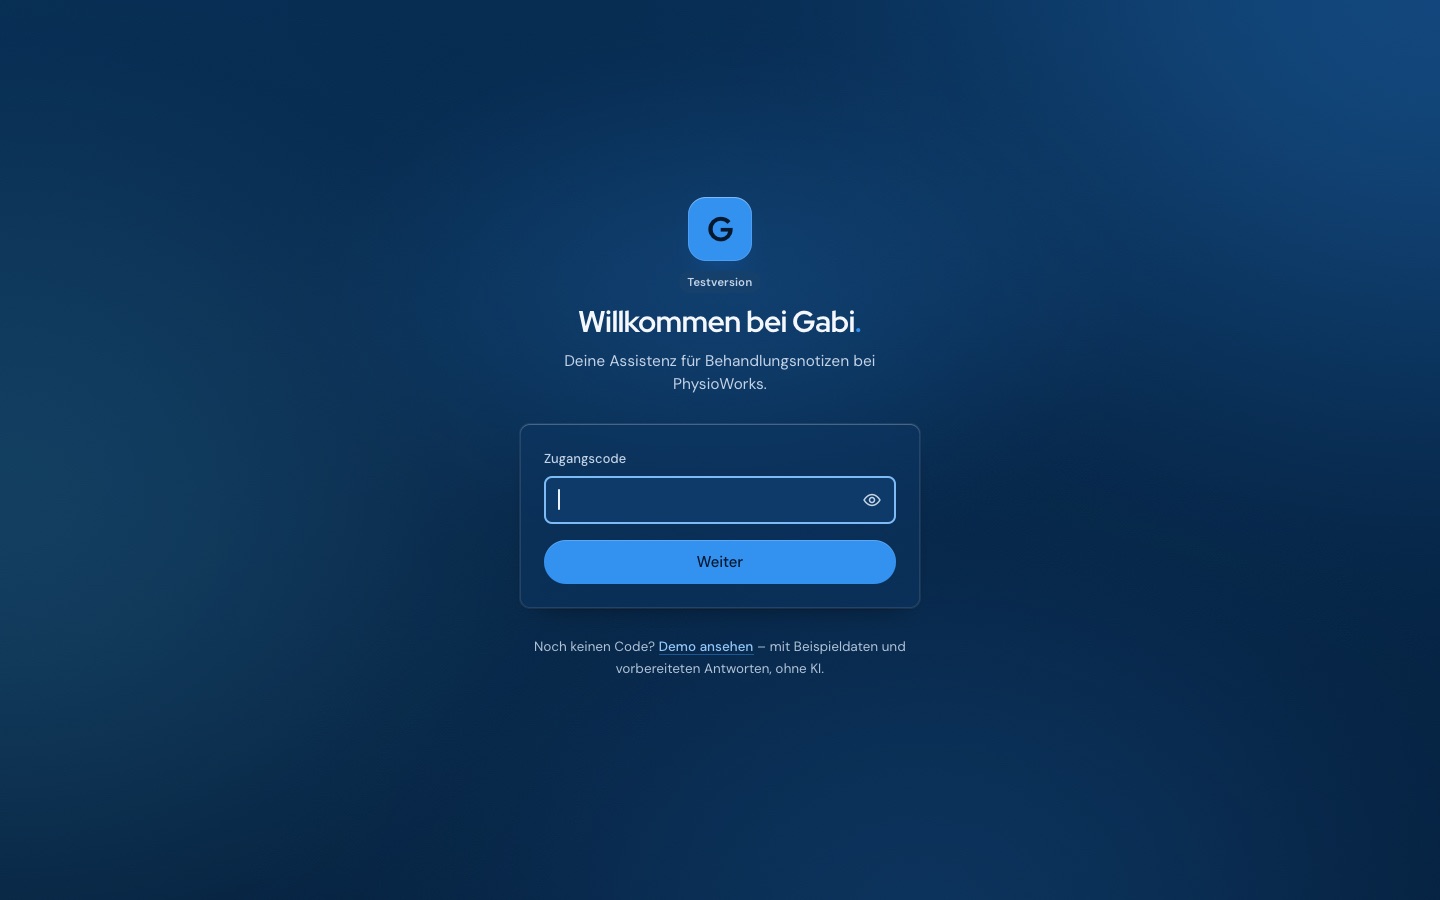 G
Testversion
Willkommen bei Gabi.
Deine Assistenz für Behandlungsnotizen bei
PhysioWorks.
Zugangscode
Weiter
Noch keinen Code? Demo ansehen – mit Beispieldaten und
vorbereiteten Antworten, ohne KI.